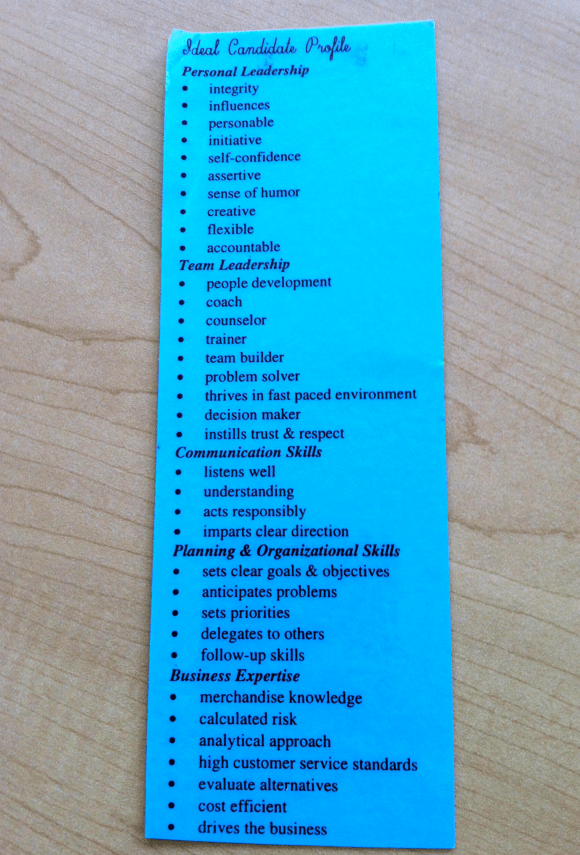 Ideal Candidate Profile
Personal Leadership
• integrity
• influences
• personable
• initiative
• self-confidence
• assertive
• sense of humor
• creative
• flexible
• accountable
Team Leadership
• people development
• coach
• counselor
• trainer
• team builder
• problem solver
• thrives in fast paced environment
• decision maker
• instills trust & respect
Communication Skills
• listens well
• understanding
• acts responsibly
• imparts clear direction
Planning & Organizational Skills
• sets clear goals & objectives
• anticipates problems
• sets priorities
• delegates to others
• follow-up skills
Business Expertise
• merchandise knowledge
• calculated risk
• analytical approach
• high customer service standards
• evaluate alternatives
• cost efficient
• drives the business